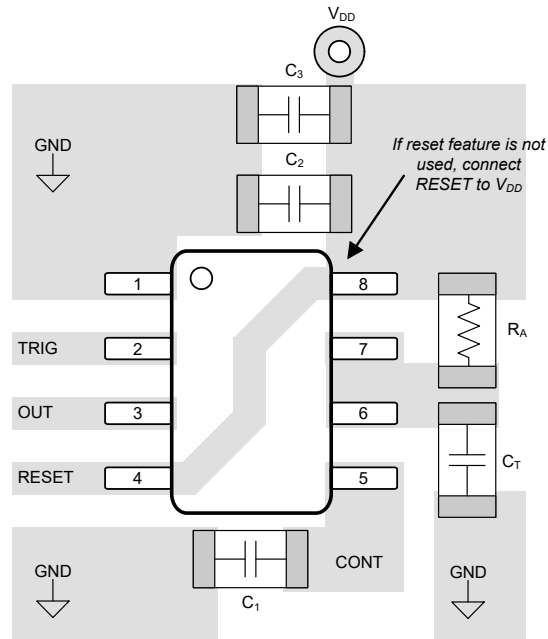 VDD
C3
GND
If reset feature is not
used, connect
RESET to VDD
C2
1
8
RA
TRIG
2
7
OUT
3
6
RESET
4
5
CT
CONT
GND
GND
C1